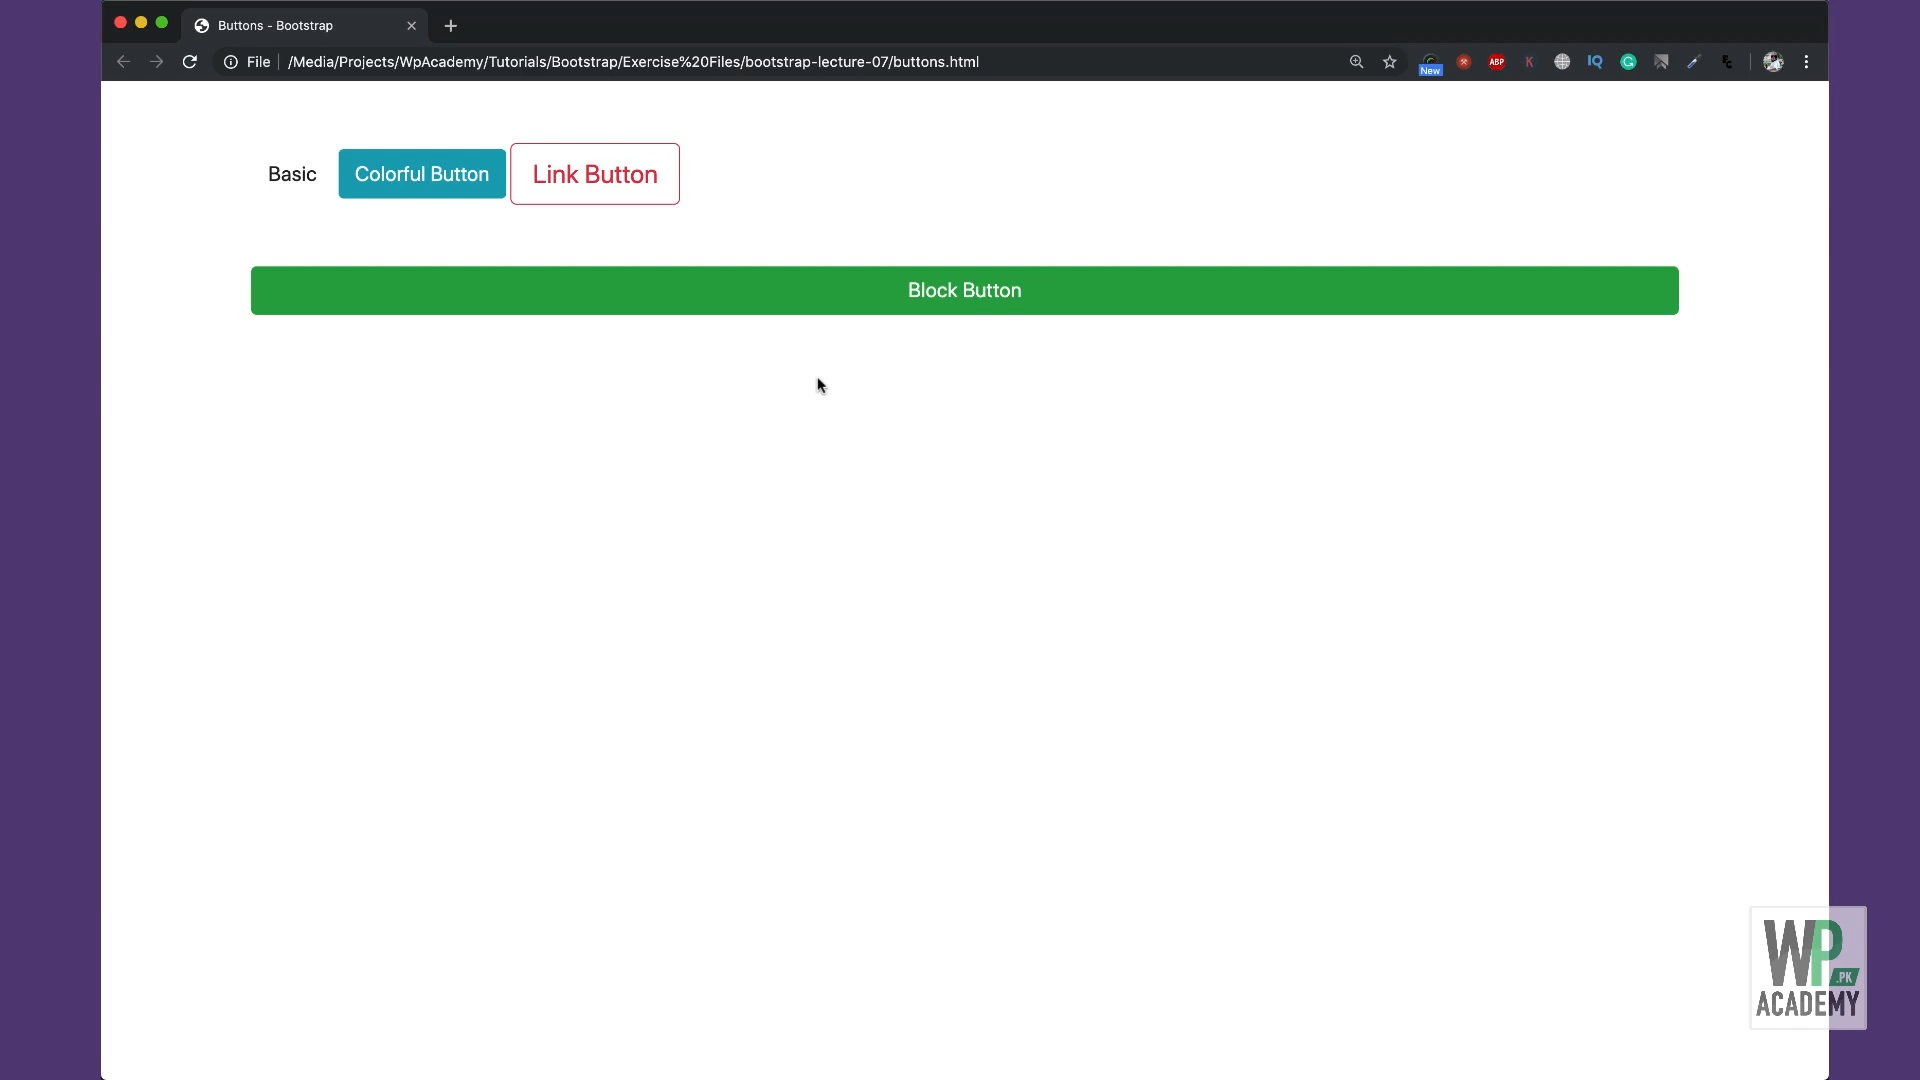 Buttons - Bootstrap
File /Media/Projects/WpAcademy/Tutorials/Bootstrap/Exercise%20Files/bootstrap-lecture-07/buttons.html
New
ABP
K
IQ
G
Basic Colorful Button Link Button
Block Button
WP
.PK
ACADEMY